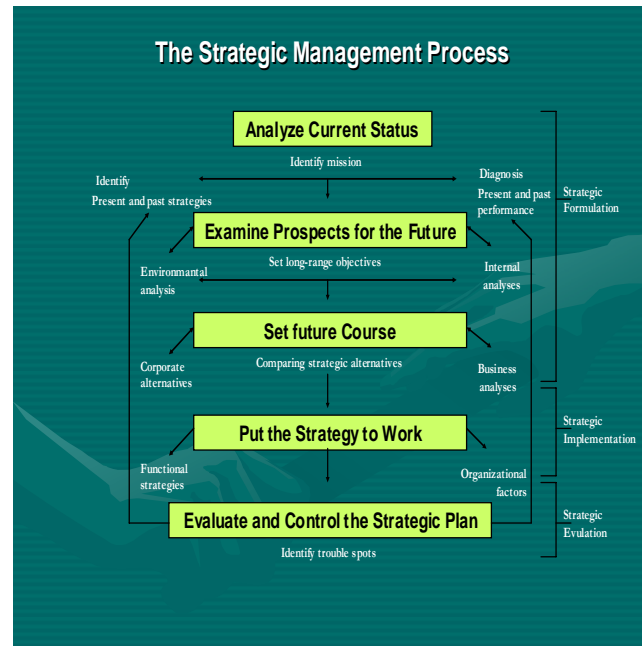 The Strategic Management Process
Analyze Current Status
Identify mission
Identify
Present and past strategies
Diagnosis
Present and past
performance
Strategic
Formulation
Examine Prospects for the Future
Set long-range objectives
Environmantal
analysis
Internal
analyses
Set future Course
Comparing strategic alternatives
Corporate
alternatives
Business
analyses
Put the Strategy to Work
Strategic
Implementation
Functional
strategies
Organizational
factors
Evaluate and Control the Strategic Plan
Identify trouble spots
Strategic
Evulation